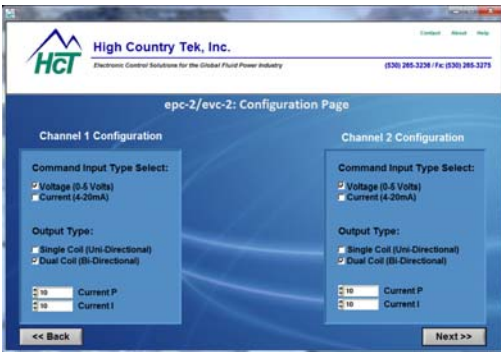 Contact About Help
HCT
High Country Tek, Inc.
Electronic Control Solutions for the Global Fluid Power Industry
(530) 265-3236 / Fx: (530) 265-3275
epc-2/evc-2: Configuration Page
Channel 1 Configuration
Command Input Type Select:
Voltage (0-5 Volts)
Current (4-20mA)
Output Type:
Single Coil (Uni-Directional)
Dual Coil (Bi-Directional)
10 Current P
10 Current I
Channel 2 Configuration
Command Input Type Select:
Voltage (0-5 Volts)
Current (4-20mA)
Output Type:
Single Coil (Uni-Directional)
Dual Coil (Bi-Directional)
10 Current P
10 Current I
<< Back
Next >>